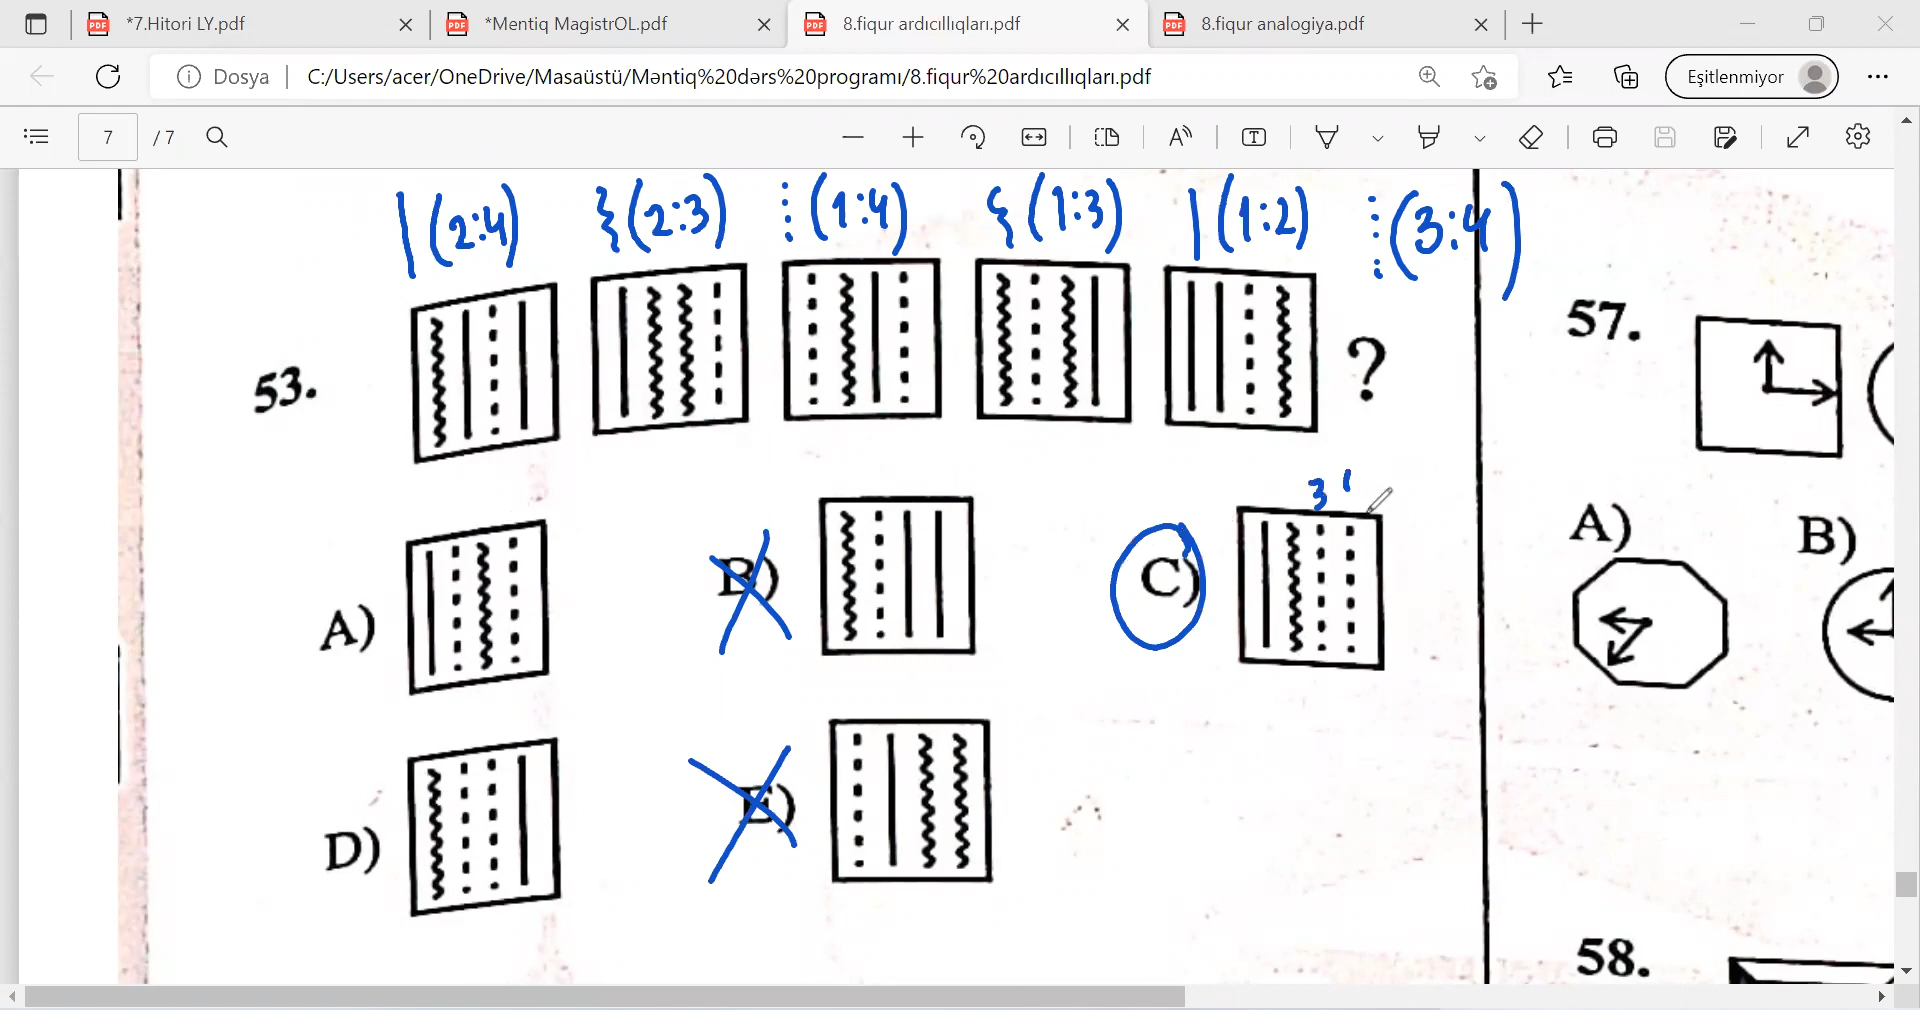 *7.Hitori LY.pdf
*Mentiq MagistrOL.pdf
8.fiqur ardıcıllıqları.pdf
8.fiqur analogiya.pdf
Dosya
C:/Users/acer/OneDrive/Masaüstü/Məntiq%20dərs%20programı/8.fiqur%20ardıcıllıqları.pdf
Eşitlenmiyor
7 / 7
| (2:4) { (2:3) ⋮ (1:4) { (1:3) | (1:2) ⋮ (3:4)
53. ?
57.
3
A) B) C)
D) E)
A) B)
58.